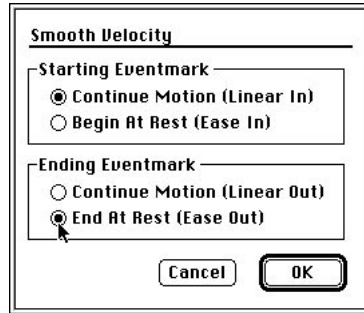 Smooth Velocity
Starting Eventmark
Continue Motion (Linear In)
Begin At Rest (Ease In)
Ending Eventmark
Continue Motion (Linear Out)
End At Rest (Ease Out)
Cancel
OK